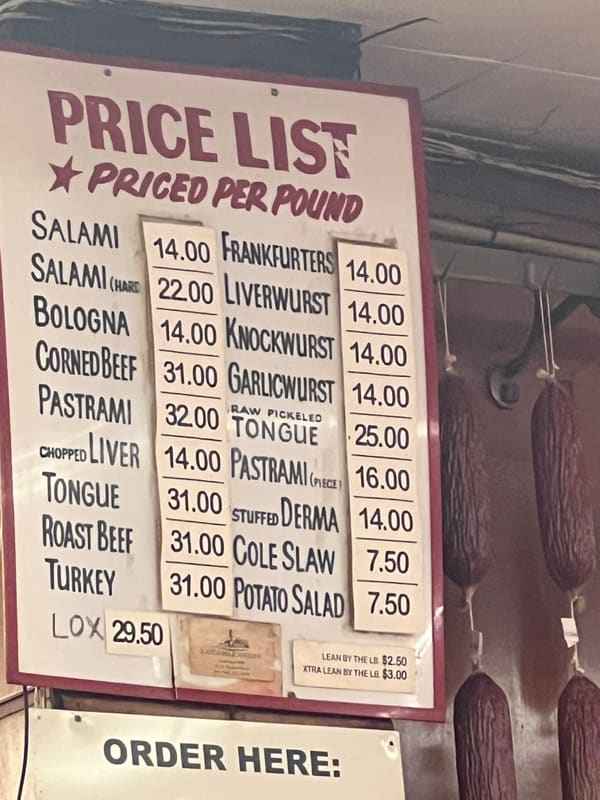 PRICE LIST
★ PRICED PER POUND
SALAMI 14.00
SALAMI (HARD 22.00
BOLOGNA 14.00
CORNED BEEF 31.00
PASTRAMI 32.00
CHOPPED LIVER 14.00
TONGUE 31.00
ROAST BEEF 31.00
TURKEY 31.00
LOX 29.50
FRANKFURTERS 14.00
LIVERWURST 14.00
KNOCKWURST 14.00
GARLICWURST 14.00
RAW PICKELED
TONGUE 25.00
PASTRAMI (PIECE) 16.00
STUFFED DERMA 14.00
COLE SLAW 7.50
POTATO SALAD 7.50
LEAN BY THE LB. $2.50
XTRA LEAN BY THE LB. $3.00
ORDER HERE: